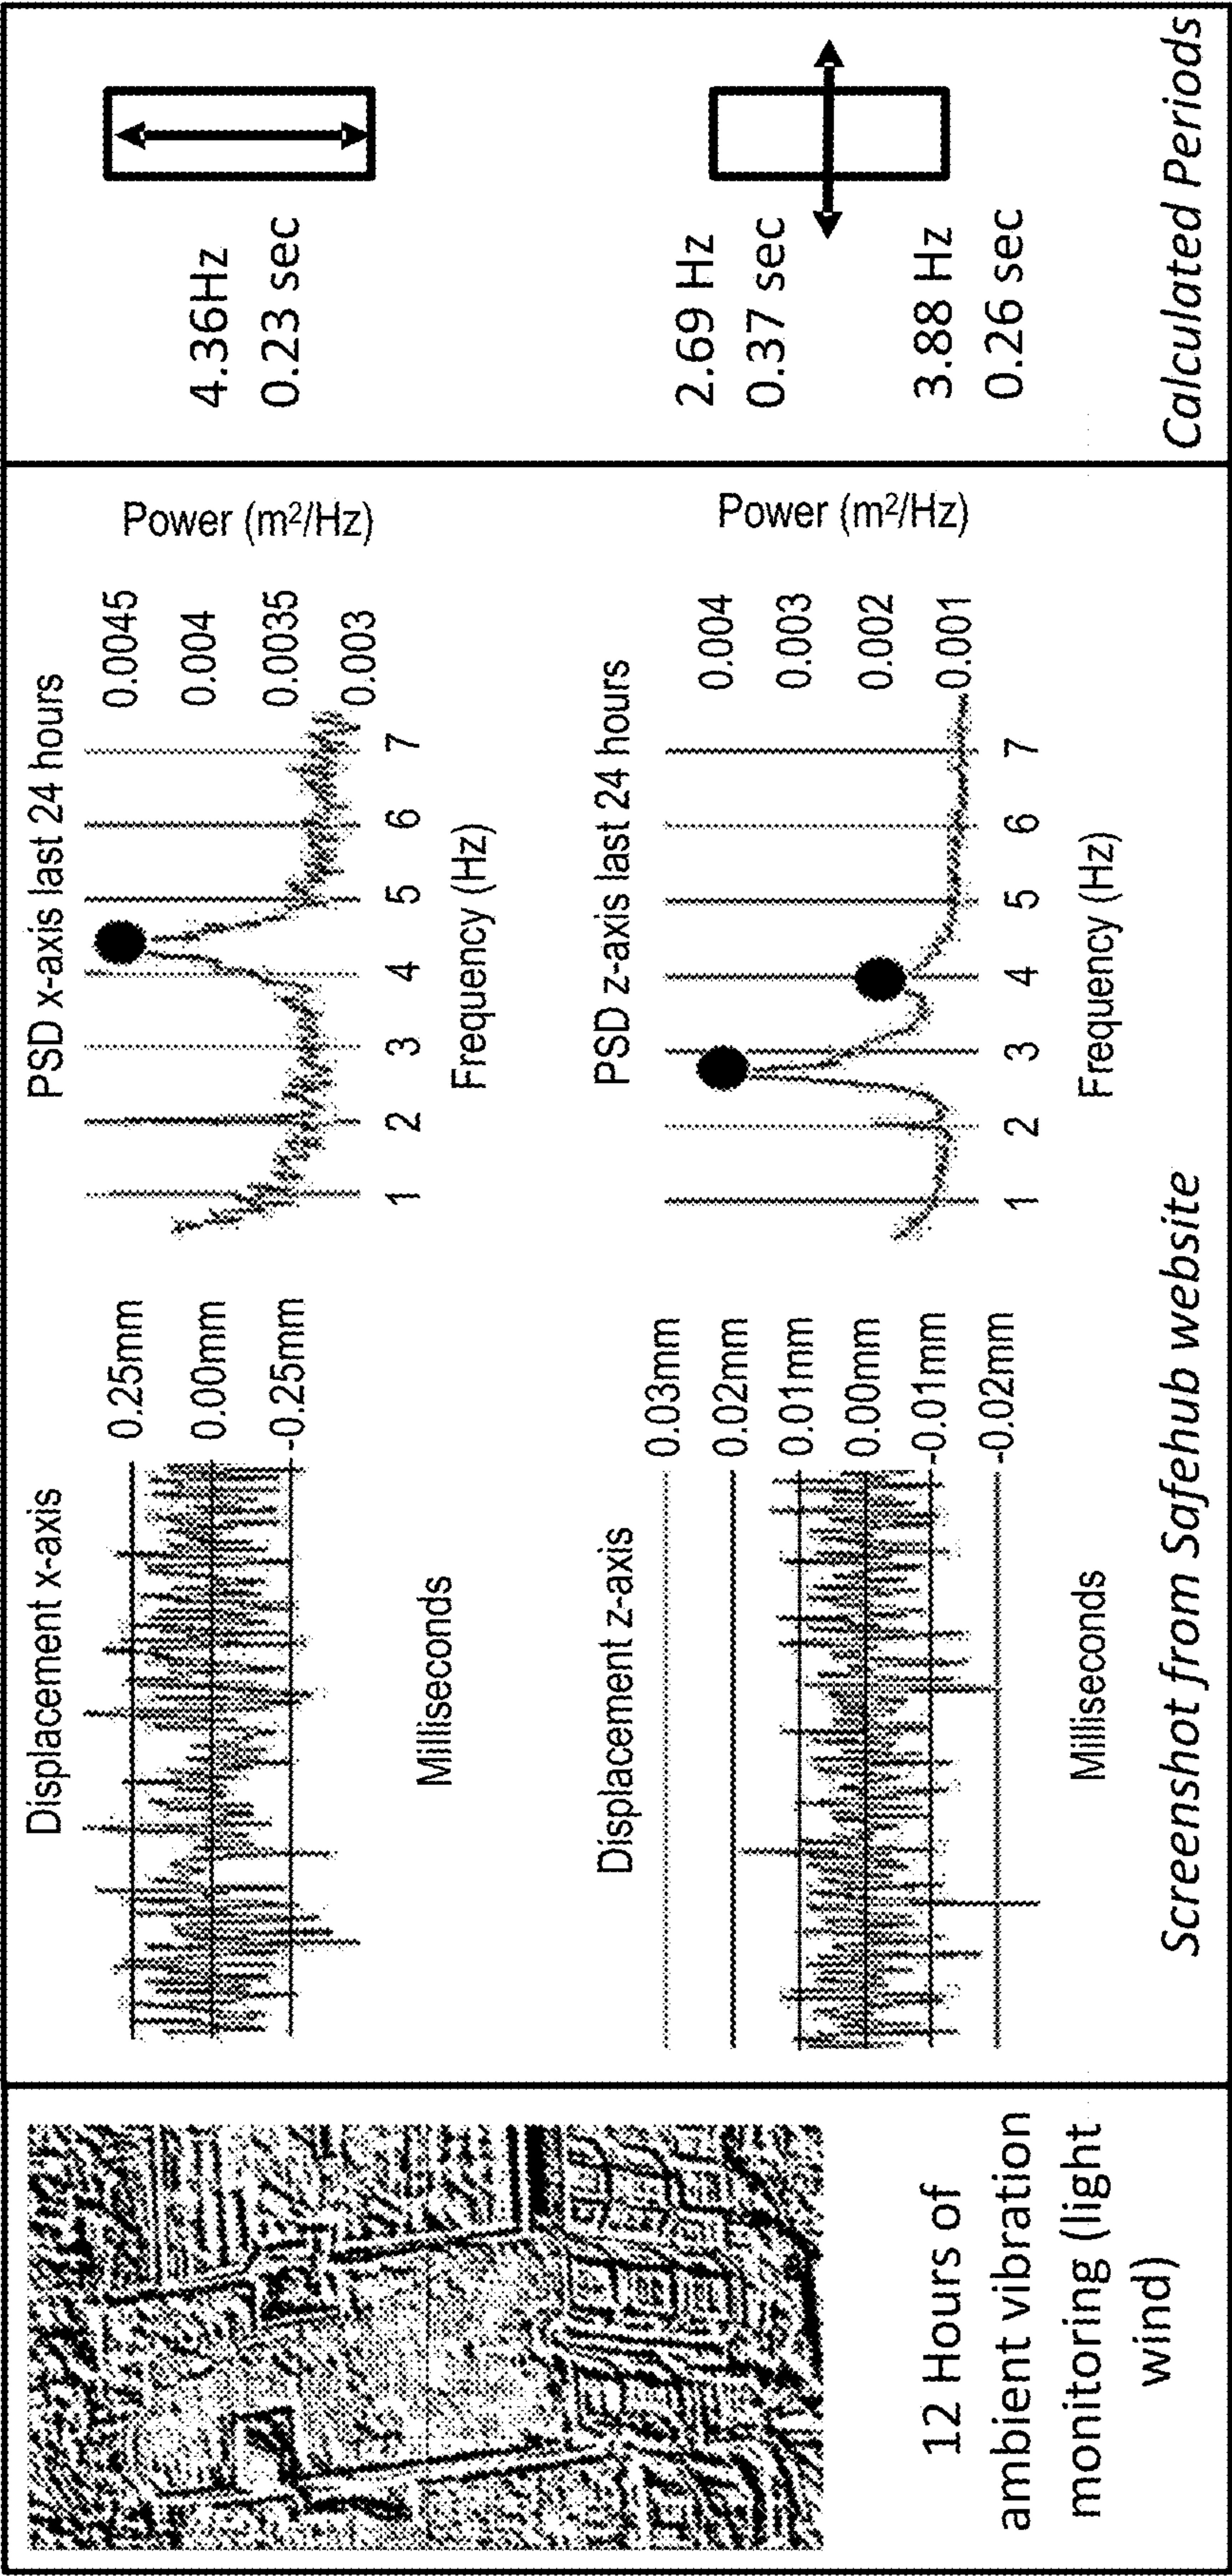 12 Hours of
ambient vibration
monitoring (light
wind)
Displacement x-axis
0.25mm
0.00mm
-0.25mm
Milliseconds
PSD x-axis last 24 hours
0.0045
0.004
0.0035
0.003
Power (m²/Hz)
1 2 3 4 5 6 7
Frequency (Hz)
Displacement z-axis
0.03mm
0.02mm
0.01mm
0.00mm
-0.01mm
-0.02mm
Milliseconds
PSD z-axis last 24 hours
0.004
0.003
0.002
0.001
Power (m²/Hz)
1 2 3 4 5 6 7
Frequency (Hz)
Screenshot from Safehub website
4.36Hz
0.23 sec
2.69 Hz
0.37 sec
3.88 Hz
0.26 sec
Calculated Periods